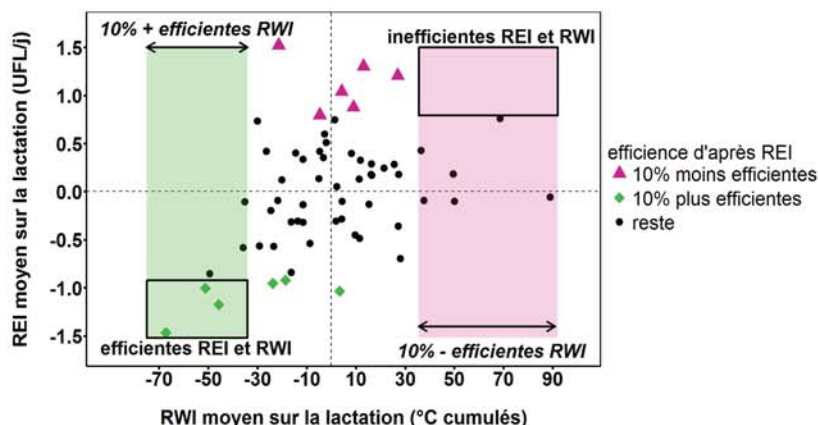 10% + efficientes RWI
inefficientes REI et RWI
REI moyen sur la lactation (UFL/j)
1.5
1.0
0.5
0.0
-0.5
-1.0
-1.5
efficience d'après REI
10% moins efficientes
10% plus efficientes
reste
efficientes REI et RWI
10% - efficientes RWI
-70 -50 -30 -10 10 30 50 70 90
RWI moyen sur la lactation (°C cumulés)